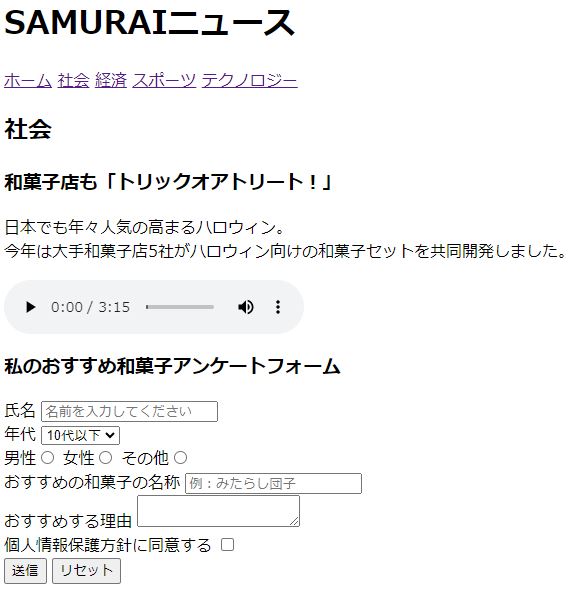 SAMURAIニュース
ホーム 社会 経済 スポーツ テクノロジー
社会
和菓子店も「トリックオアトリート！」
日本でも年々人気の高まるハロウィン。
今年は大手和菓子店5社がハロウィン向けの和菓子セットを共同開発しました。
0:00 / 3:15
私のおすすめ和菓子アンケートフォーム
氏名 名前を入力してください
年代 10代以下
男性 女性 その他
おすすめの和菓子の名称 例：みたらし団子
おすすめする理由
個人情報保護方針に同意する
送信 リセット